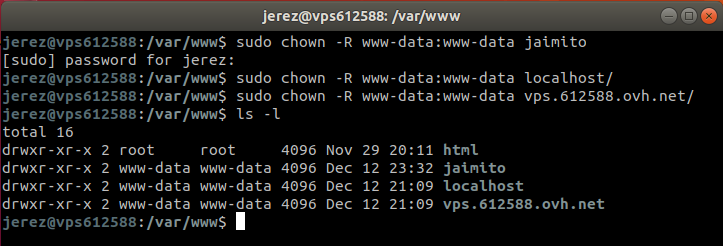 jerez@vps612588: /var/www
jerez@vps612588:/var/www$ sudo chown -R www-data:www-data jaimito
[sudo] password for jerez:
jerez@vps612588:/var/www$ sudo chown -R www-data:www-data localhost/
jerez@vps612588:/var/www$ sudo chown -R www-data:www-data vps.612588.ovh.net/
jerez@vps612588:/var/www$ ls -l
total 16
drwxr-xr-x 2 root     root     4096 Nov 29 20:11 html
drwxr-xr-x 2 www-data www-data 4096 Dec 12 23:32 jaimito
drwxr-xr-x 2 www-data www-data 4096 Dec 12 21:09 localhost
drwxr-xr-x 2 www-data www-data 4096 Dec 12 21:09 vps.612588.ovh.net
jerez@vps612588:/var/www$